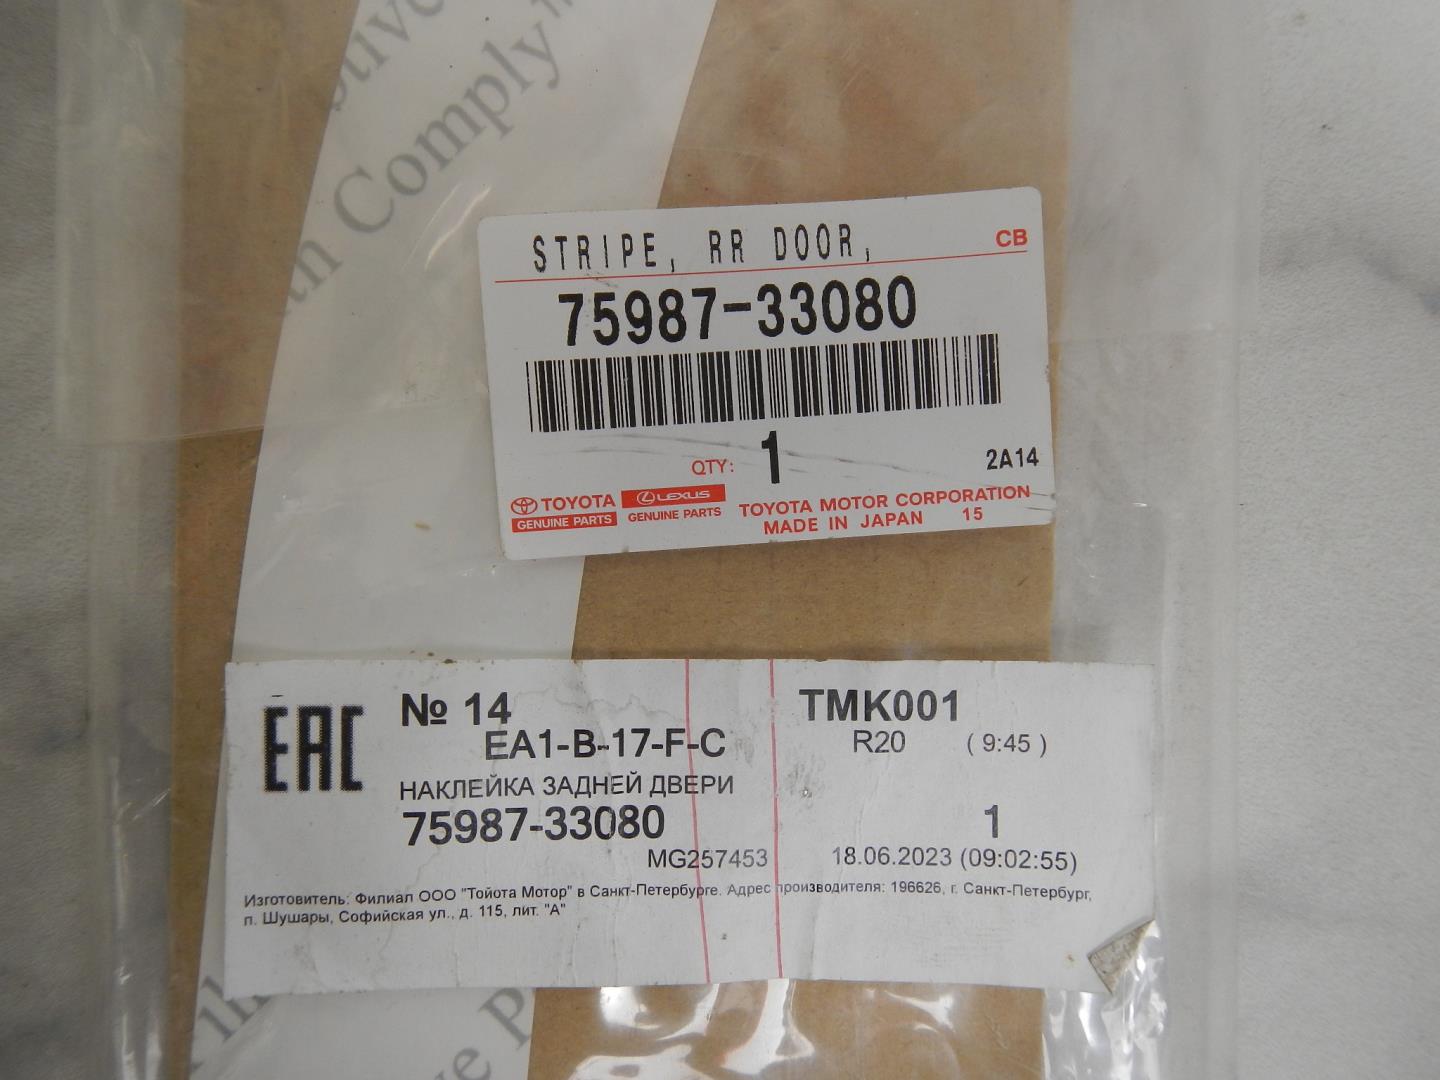 Comply"
th
STRIPE, RR DOOR,
CB
75987-33080
QTY: 1
2A14
TOYOTA
GENUINE PARTS
LEXUS
GENUINE PARTS
TOYOTA MOTOR CORPORATION
MADE IN JAPAN 15
EAC
№ 14
EA1-B-17-F-C
TMK001
R20 ( 9:45 )
НАКЛЕЙКА ЗАДНЕЙ ДВЕРИ
75987-33080
1
MG257453
18.06.2023 (09:02:55)
Изготовитель: Филиал ООО "Тойота Мотор" в Санкт-Петербурге. Адрес производителя: 196626, г. Санкт-Петербург,
п. Шушары, Софийская ул., д. 115, лит. "А"